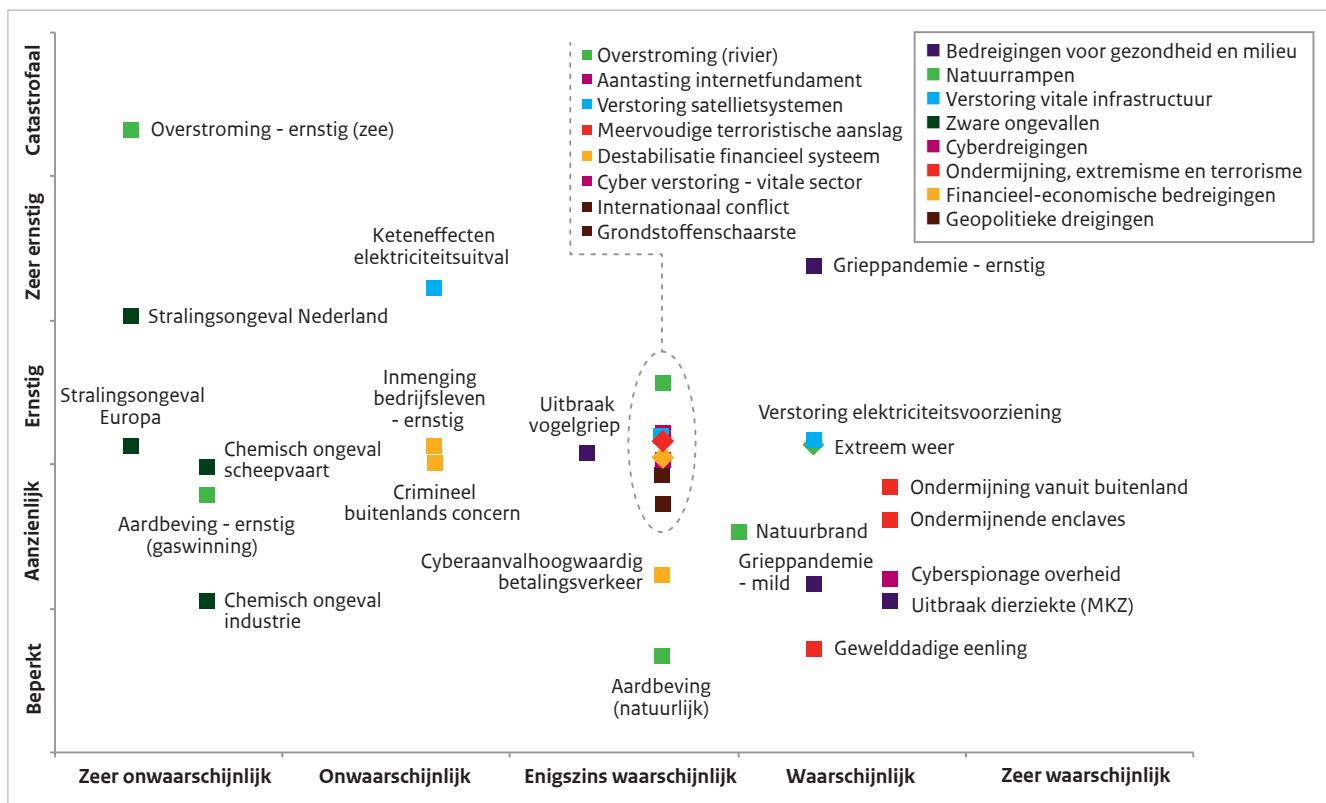 Catastrofaal
Zeer ernstig
Ernstig
Aanzienlijk
Beperkt
Overstroming (rivier)
Aantasting internetfundament
Verstoring satellietsystemen
Meervoudige terroristische aanslag
Destabilisatie financieel systeem
Cyber verstoring - vitale sector
Internationaal conflict
Grondstoffenschaarste
Bedreigingen voor gezondheid en milieu
Natuurrampen
Verstoring vitale infrastructuur
Zware ongevallen
Cyberdreigingen
Ondermijning, extremisme en terrorisme
Financieel-economische bedreigingen
Geopolitieke dreigingen
Overstroming - ernstig (zee)
Keteneffecten
elektriciteitsuitval
Grieppandemie - ernstig
Stralingsongeval Nederland
Stralingsongeval
Europa
Inmenging
bedrijfsleven
- ernstig
Uitbraak
vogelgriep
Verstoring elektriciteitsvoorziening
Extreem weer
Chemisch ongeval
scheepvaart
Crimineel
buitenlands concern
Ondermijning vanuit buitenland
Ondermijnende enclaves
Aardbeving - ernstig
(gaswinning)
Natuurbrand
Cyberaanvalhoogwaardig
betalingsverkeer
Grieppandemie
- mild
Cyberspionage overheid
Uitbraak dierziekte (MKZ)
Chemisch ongeval
industrie
Gewelddadige eenling
Aardbeving
(natuurlijk)
Zeer onwaarschijnlijk
Onwaarschijnlijk
Enigszins waarschijnlijk
Waarschijnlijk
Zeer waarschijnlijk